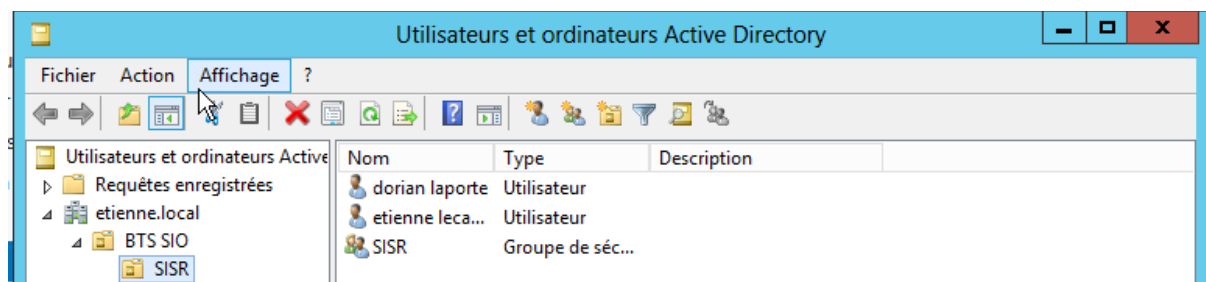 Utilisateurs et ordinateurs Active Directory
Fichier Action Affichage ?
Utilisateurs et ordinateurs Active
Requêtes enregistrées
etienne.local
BTS SIO
SISR
Nom Type Description
dorian laporte Utilisateur
etienne leca... Utilisateur
SISR Groupe de séc...